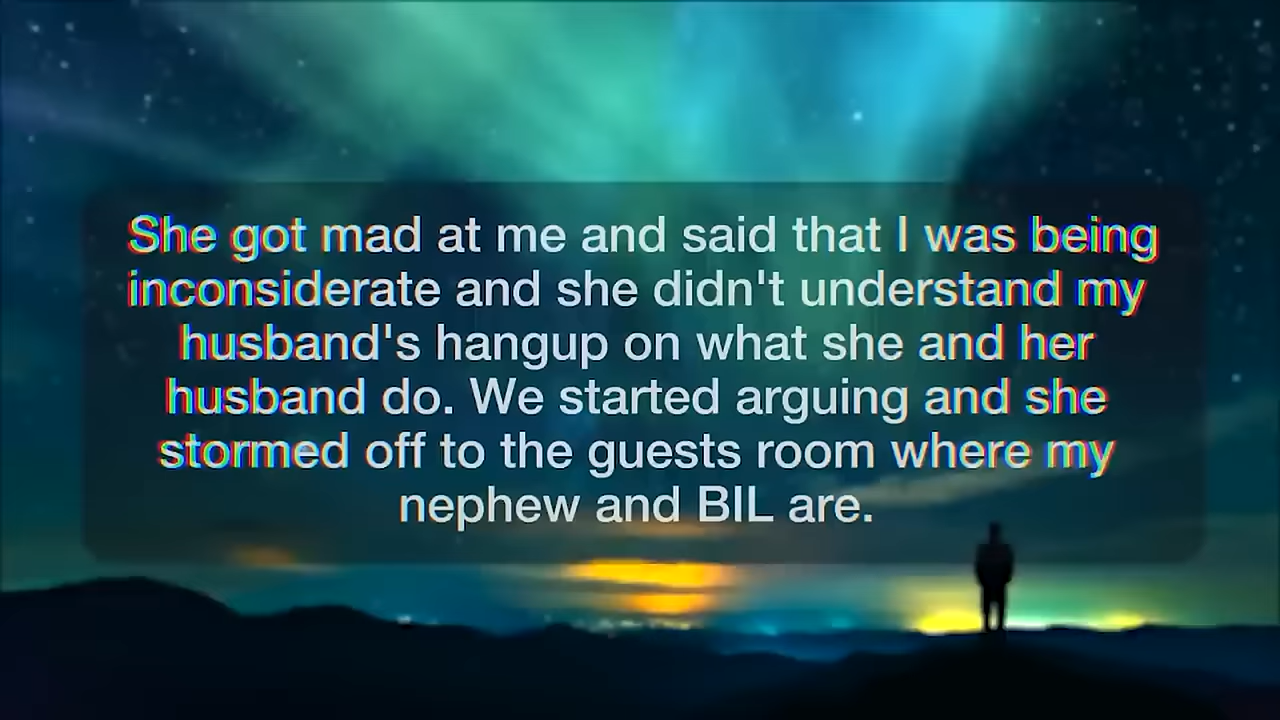 She got mad at me and said that I was being
inconsiderate and she didn't understand my
husband's hangup on what she and her
husband do. We started arguing and she
stormed off to the guests room where my
nephew and BIL are.